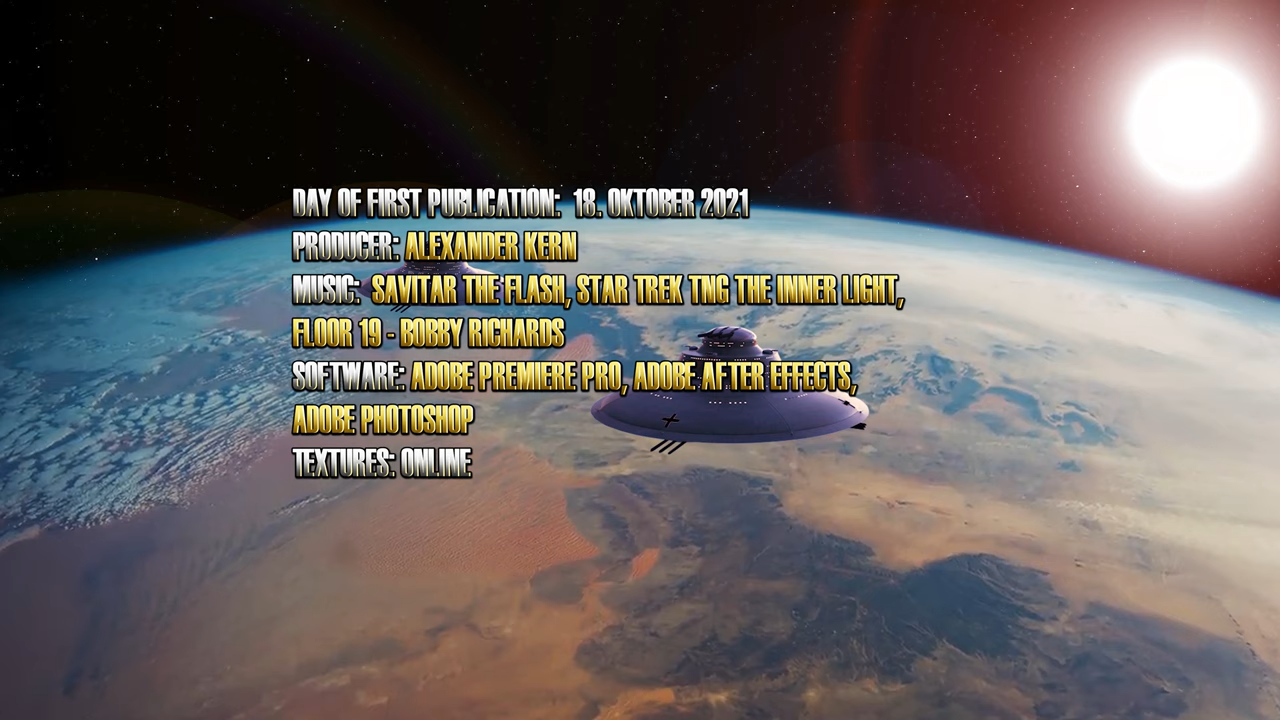 DAY OF FIRST PUBLICATION: 18. OKTOBER 2021
PRODUCER: ALEXANDER KERN
MUSIC: SAVITAR THE FLASH, STAR TREK TNG THE INNER LIGHT,
FLOOR 19 - BOBBY RICHARDS
SOFTWARE: ADOBE PREMIERE PRO, ADOBE AFTER EFFECTS,
ADOBE PHOTOSHOP
TEXTURES: ONLINE